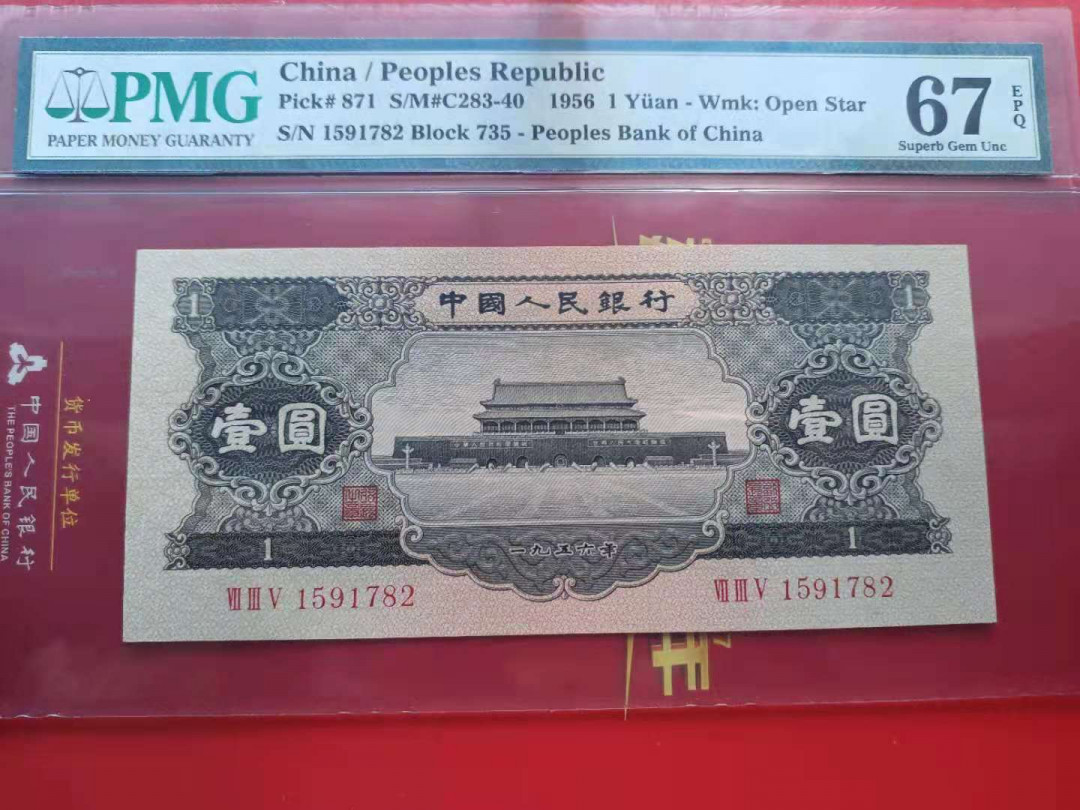 PMG
PAPER MONEY GUARANTY
China / Peoples Republic
Pick# 871 S/M#C283-40 1956 1 Yüan - Wmk: Open Star
S/N 1591782 Block 735 - Peoples Bank of China
67
EPQ
Superb Gem Unc
1
中國人民銀行
1
壹圓
壹圓
1
一九五六年
1
ⅦⅢⅤ 1591782
ⅦⅢⅤ 1591782
货币发行单位
中国人民銀行
THE PEOPLE'S BANK OF CHINA
年